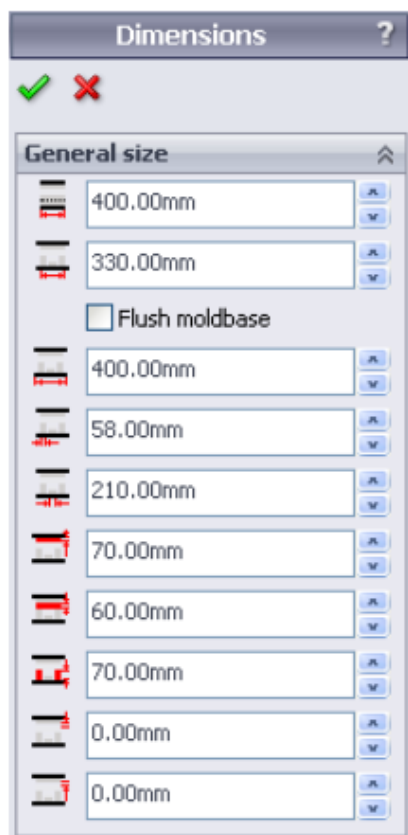 Dimensions ?
General size
400.00mm
330.00mm
Flush moldbase
400.00mm
58.00mm
210.00mm
70.00mm
60.00mm
70.00mm
0.00mm
0.00mm